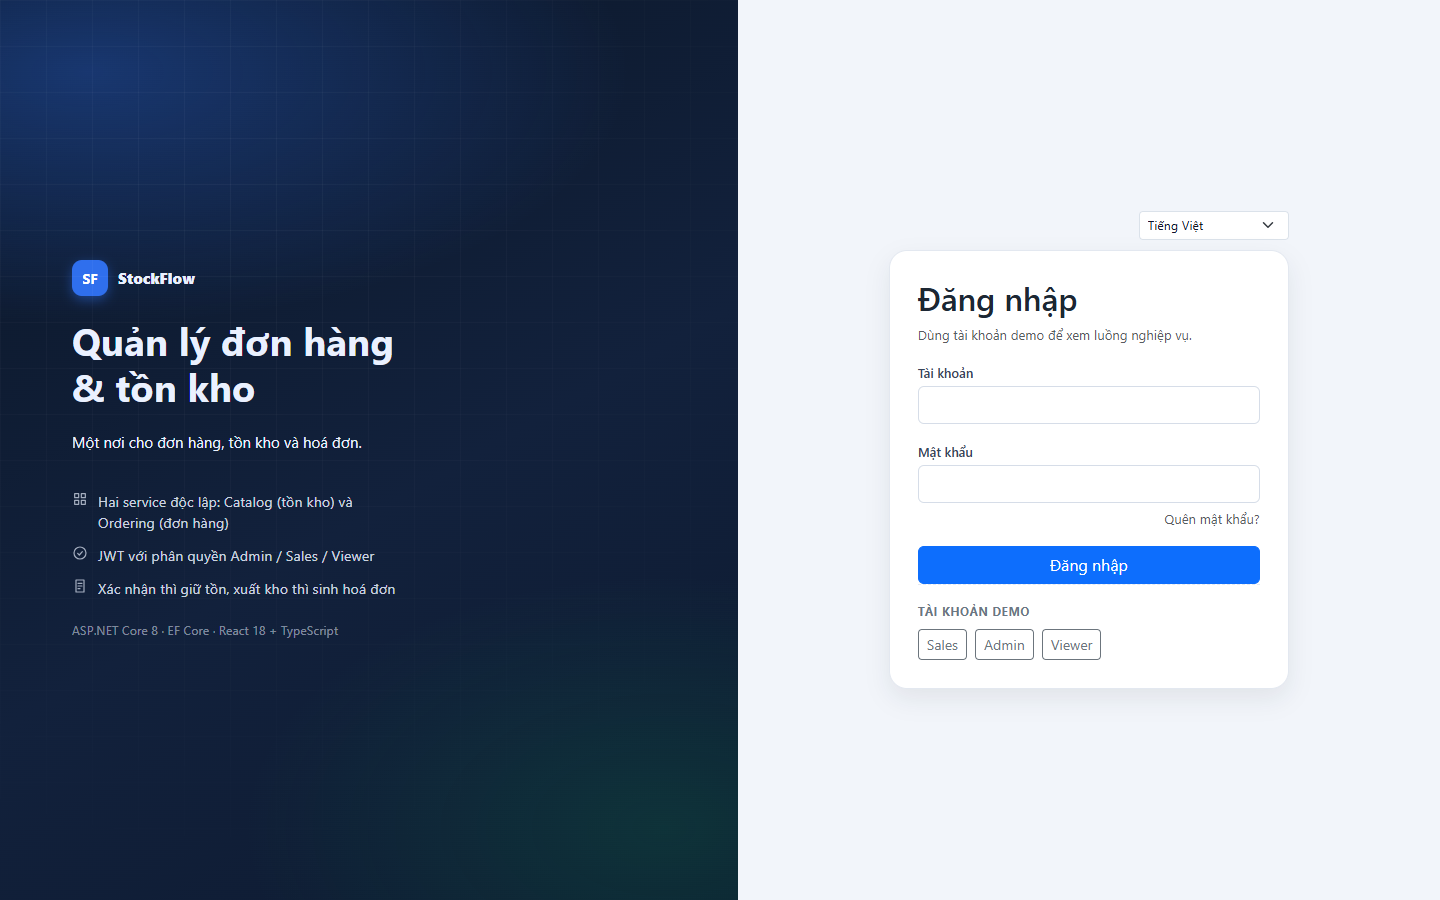 SF StockFlow
Quản lý đơn hàng
& tồn kho
Một nơi cho đơn hàng, tồn kho và hoá đơn.
Hai service độc lập: Catalog (tồn kho) và
Ordering (đơn hàng)
JWT với phân quyền Admin / Sales / Viewer
Xác nhận thì giữ tồn, xuất kho thì sinh hoá đơn
ASP.NET Core 8 · EF Core · React 18 + TypeScript
Tiếng Việt
Đăng nhập
Dùng tài khoản demo để xem luồng nghiệp vụ.
Tài khoản
Mật khẩu
Quên mật khẩu?
Đăng nhập
TÀI KHOẢN DEMO
Sales Admin Viewer